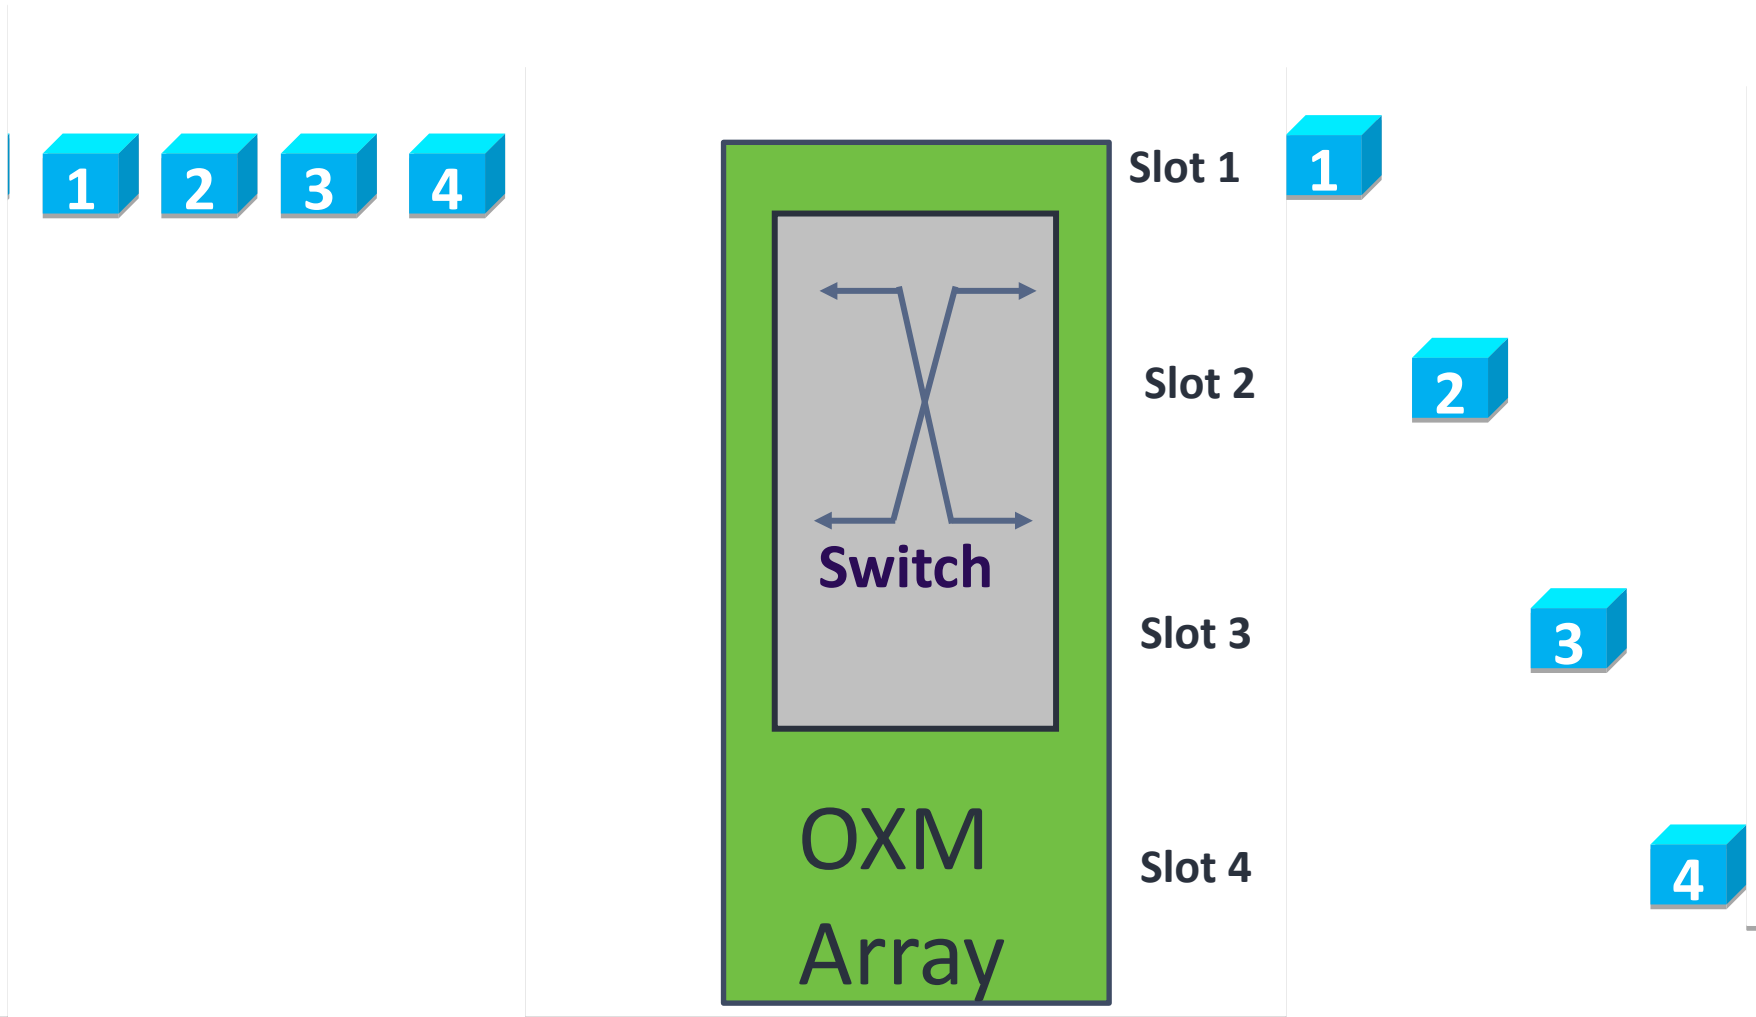 1 2 3 4
Slot 1
1
Slot 2
2
Switch
Slot 3
3
OXM
Array
Slot 4
4